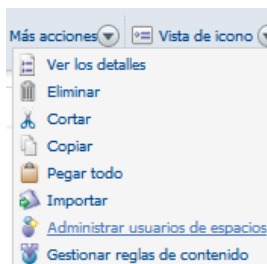 Más acciones Vista de icono
Ver los detalles
Eliminar
Cortar
Copiar
Pegar todo
Importar
Administrar usuarios de espacios
Gestionar reglas de contenido